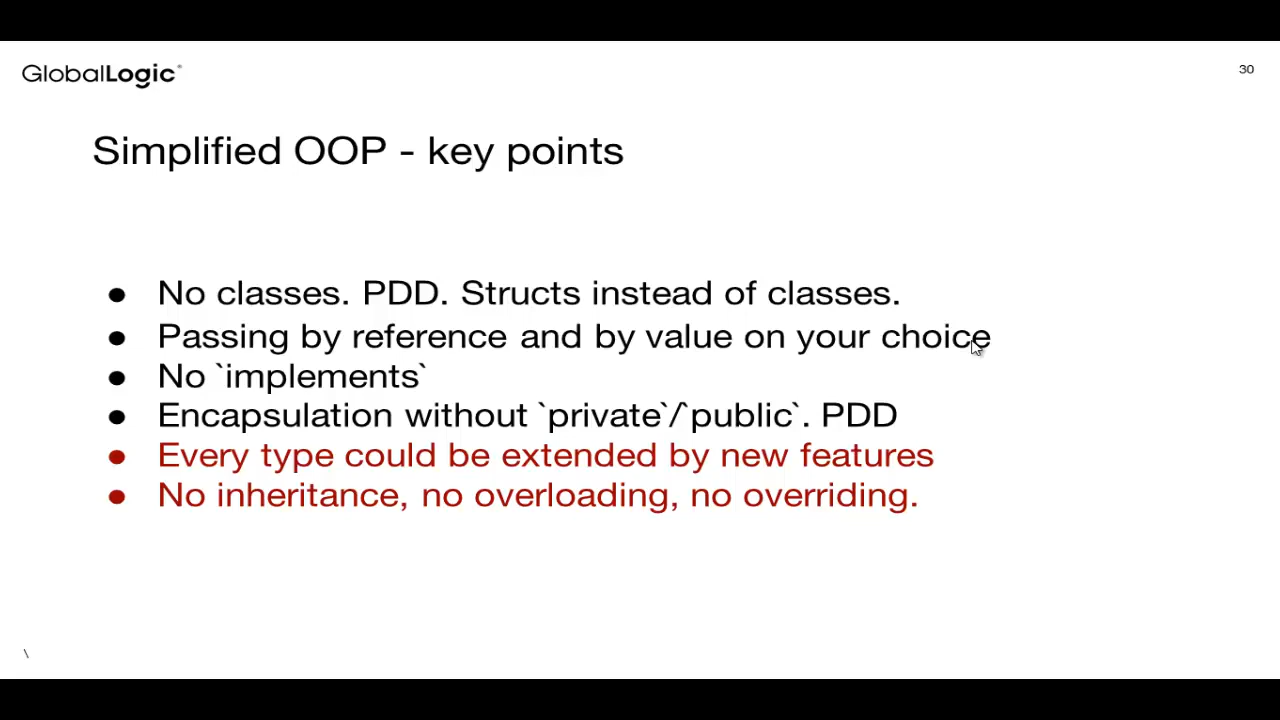 GlobalLogic
30
Simplified OOP - key points
● No classes. PDD. Structs instead of classes.
● Passing by reference and by value on your choice
● No `implements`
● Encapsulation without `private`/`public`. PDD
● Every type could be extended by new features
● No inheritance, no overloading, no overriding.
\